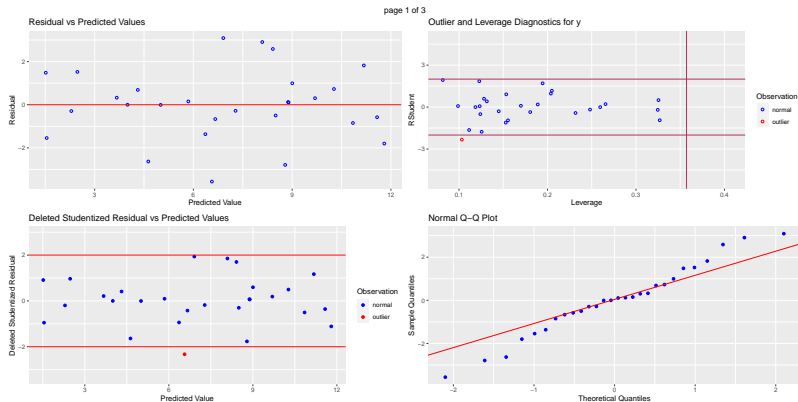 page 1 of 3
Residual vs Predicted Values
Residual
2
0
−2
3
6
9
12
Predicted Value
Outlier and Leverage Diagnostics for y
RStudent
3
0
−3
0.1
0.2
0.3
0.4
Leverage
Observation
normal
outlier
Deleted Studentized Residual vs Predicted Values
Deleted Studentized Residual
2
0
−2
3
6
9
12
Predicted Value
Observation
normal
outlier
Normal Q−Q Plot
Sample Quantiles
2
0
−2
−2
−1
0
1
2
Theoretical Quantiles